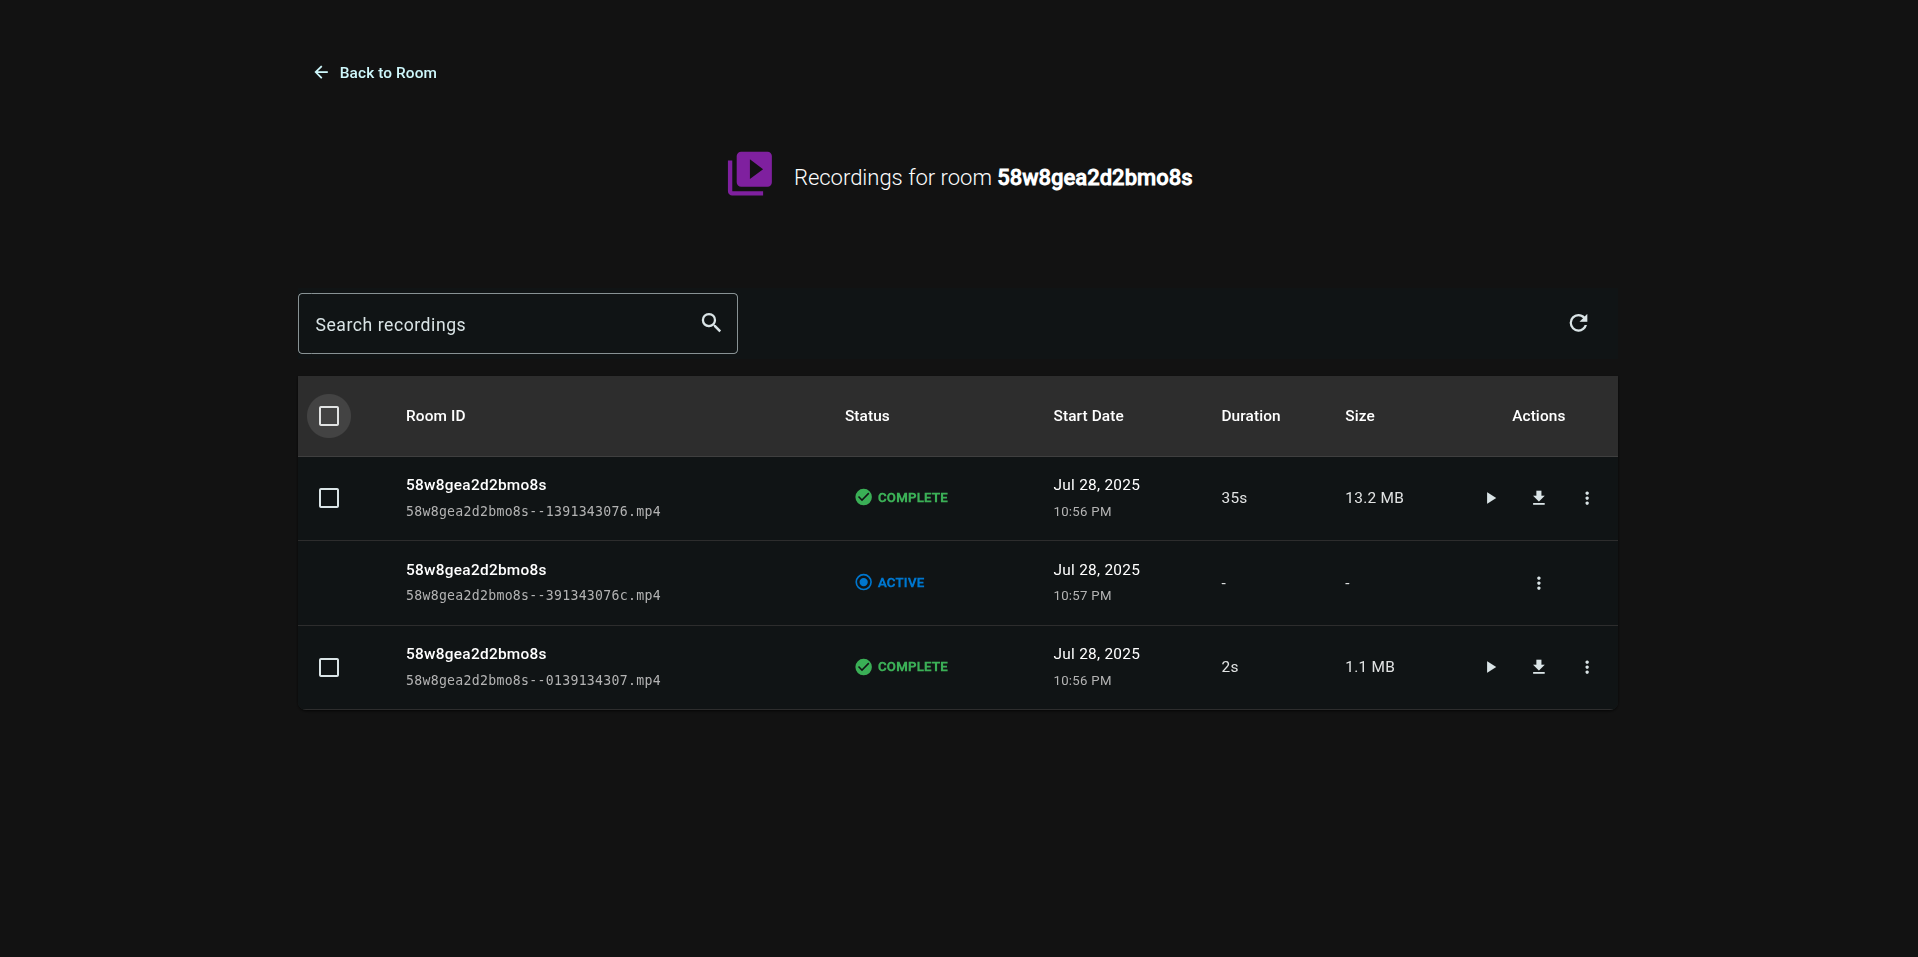 Back to Room
Recordings for room 58w8gea2d2bmo8s
Search recordings
Room ID Status Start Date Duration Size Actions
58w8gea2d2bmo8s COMPLETE Jul 28, 2025 35s 13.2 MB
58w8gea2d2bmo8s--1391343076.mp4 10:56 PM
58w8gea2d2bmo8s ACTIVE Jul 28, 2025 - -
58w8gea2d2bmo8s--391343076c.mp4 10:57 PM
58w8gea2d2bmo8s COMPLETE Jul 28, 2025 2s 1.1 MB
58w8gea2d2bmo8s--0139134307.mp4 10:56 PM